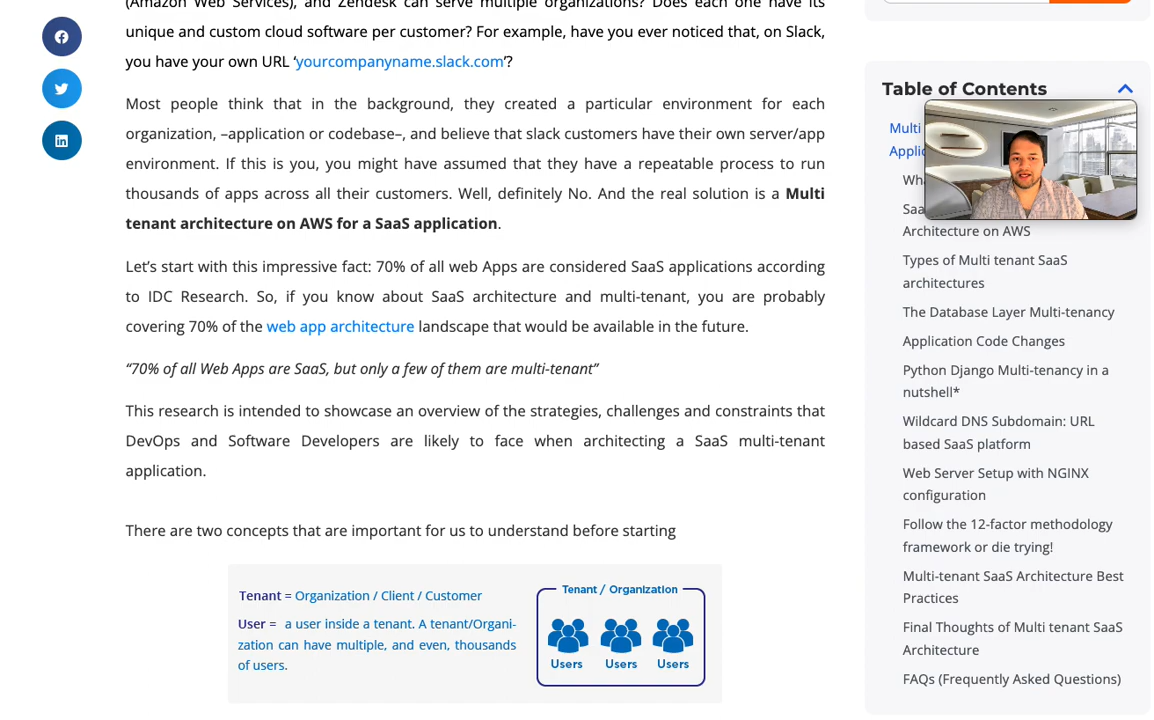 (Amazon Web Services), and Zendesk can serve multiple organizations? Does each one have its
unique and custom cloud software per customer? For example, have you ever noticed that, on Slack,
you have your own URL ‘yourcompanyname.slack.com’?
Most people think that in the background, they created a particular environment for each
organization, –application or codebase–, and believe that slack customers have their own server/app
environment. If this is you, you might have assumed that they have a repeatable process to run
thousands of apps across all their customers. Well, definitely No. And the real solution is a Multi
tenant architecture on AWS for a SaaS application.
Let’s start with this impressive fact: 70% of all web Apps are considered SaaS applications according
to IDC Research. So, if you know about SaaS architecture and multi-tenant, you are probably
covering 70% of the web app architecture landscape that would be available in the future.
“70% of all Web Apps are SaaS, but only a few of them are multi-tenant”
This research is intended to showcase an overview of the strategies, challenges and constraints that
DevOps and Software Developers are likely to face when architecting a SaaS multi-tenant
application.
There are two concepts that are important for us to understand before starting
Tenant = Organization / Client / Customer
User = a user inside a tenant. A tenant/Organi-
zation can have multiple, and even, thousands
of users.
Tenant / Organization
Users Users Users
Table of Contents
Multi
Architecture on AWS
Types of Multi tenant SaaS
architectures
The Database Layer Multi-tenancy
Application Code Changes
Python Django Multi-tenancy in a
nutshell*
Wildcard DNS Subdomain: URL
based SaaS platform
Web Server Setup with NGINX
configuration
Follow the 12-factor methodology
framework or die trying!
Multi-tenant SaaS Architecture Best
Practices
Final Thoughts of Multi tenant SaaS
Architecture
FAQs (Frequently Asked Questions)